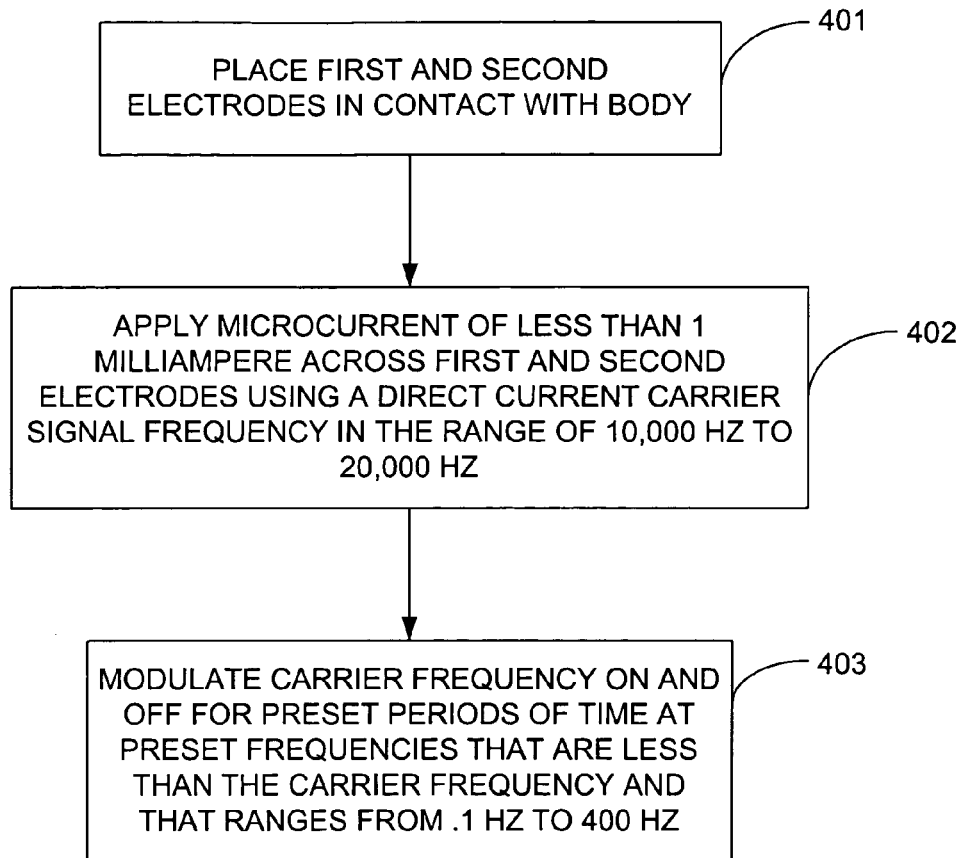 401
PLACE FIRST AND SECOND
ELECTRODES IN CONTACT WITH BODY
402
APPLY MICROCURRENT OF LESS THAN 1
MILLIAMPERE ACROSS FIRST AND SECOND
ELECTRODES USING A DIRECT CURRENT CARRIER
SIGNAL FREQUENCY IN THE RANGE OF 10,000 HZ TO
20,000 HZ
403
MODULATE CARRIER FREQUENCY ON AND
OFF FOR PRESET PERIODS OF TIME AT
PRESET FREQUENCIES THAT ARE LESS
THAN THE CARRIER FREQUENCY AND
THAT RANGES FROM .1 HZ TO 400 HZ